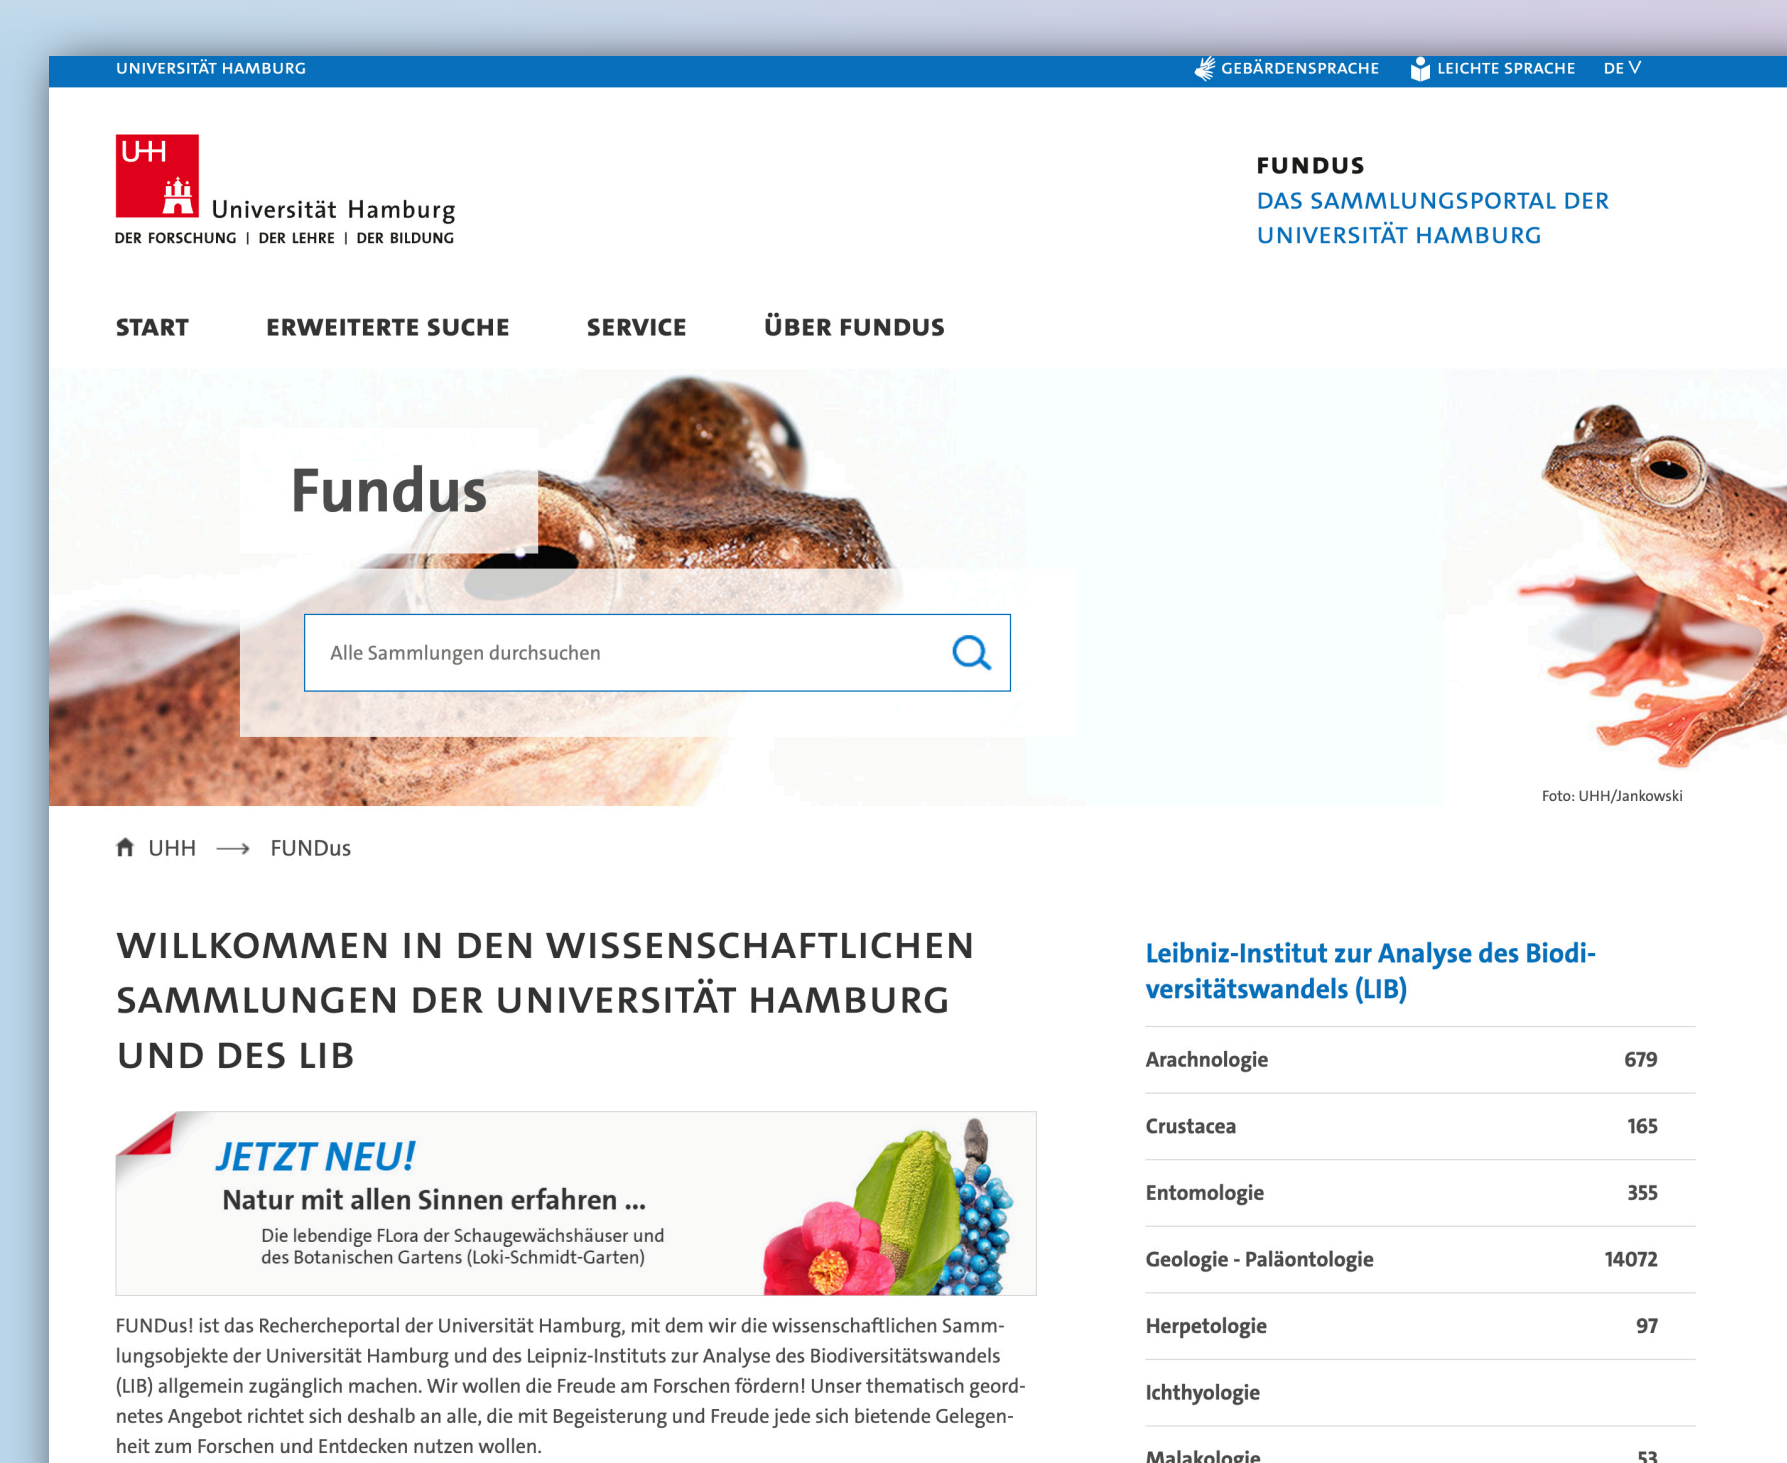 UNIVERSITÄT HAMBURG
GEBÄRDENSPRACHE LEICHTE SPRACHE DE
UHH
Universität Hamburg
DER FORSCHUNG | DER LEHRE | DER BILDUNG
FUNDUS
DAS SAMMLUNGSPORTAL DER
UNIVERSITÄT HAMBURG
START ERWEITERTE SUCHE SERVICE ÜBER FUNDUS
Fundus
Alle Sammlungen durchsuchen
Foto: UHH/Jankowski
UHH → FUNDus
WILLKOMMEN IN DEN WISSENSCHAFTLICHEN
SAMMLUNGEN DER UNIVERSITÄT HAMBURG
UND DES LIB
JETZT NEU!
Natur mit allen Sinnen erfahren ...
Die lebendige FLora der Schaugewächshäuser und
des Botanischen Gartens (Loki-Schmidt-Garten)
FUNDus! ist das Rechercheportal der Universität Hamburg, mit dem wir die wissenschaftlichen Samm-
lungsobjekte der Universität Hamburg und des Leipniz-Instituts zur Analyse des Biodiversitätswandels
(LIB) allgemein zugänglich machen. Wir wollen die Freude am Forschen fördern! Unser thematisch geord-
netes Angebot richtet sich deshalb an alle, die mit Begeisterung und Freude jede sich bietende Gelegen-
heit zum Forschen und Entdecken nutzen wollen.
Leibniz-Institut zur Analyse des Biodi-
versitätswandels (LIB)
Arachnologie 679
Crustacea 165
Entomologie 355
Geologie - Paläontologie 14072
Herpetologie 97
Ichthyologie
Malakologie 53